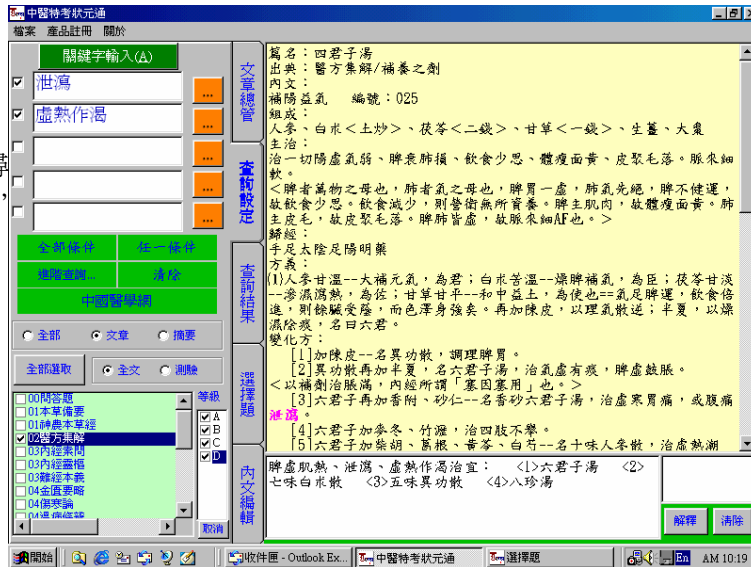 中醫特考狀元通
檔案 產品註冊 關於
關鍵字輸入(A)
泄瀉
...
虛熱作渴
...
...
...
...
全部條件 任一條件
進階查詢... 清除
中國醫學網
全部 文章 摘要
全部選取 全文 測驗
00問答題
01本草備要
01神農本草經
02醫方集解
03內經素問
03內經靈樞
03難經本義
04金匱要略
04傷寒論
04溫病條辨
等級
A
B
C
D
取消
文章總管
查詢設定
查詢結果
選擇題
內文編輯
篇名：四君子湯
出典：醫方集解/補養之劑
內文：
補陽益氣 編號：025
組成：
人參、白朮<土炒>、茯苓<二錢>、甘草<一錢>、生薑、大棗
主治：
治一切陽虛氣弱、脾衰肺損、飲食少思、體瘦面黃、皮聚毛落。脈來細
軟。
<脾者萬物之母也，肺者氣之母也，脾胃一虛，肺氣先絕，脾不健運，
故飲食少思。飲食減少，則營衛無所資養。脾主肌肉，故體瘦面黃。肺
主皮毛，故皮聚毛落。脾肺皆虛，故脈來細AF也。>
歸經：
手足太陰足陽明藥
方義：
(1)人參甘溫--大補元氣，為君；白朮苦溫--燥脾補氣，為臣；茯苓甘淡
--滲濕瀉熱，為佐；甘草甘平--和中益土，為使也==氣足脾運，飲食倍
進，則餘臟受蔭，而色澤身強矣。再加陳皮，以理氣散逆；半夏，以燥
濕除痰，名曰六君。
變化方：
[1]加陳皮--名異功散，調理脾胃。
[2]異功散再加半夏，名六君子湯，治氣虛有痰，脾虛鼓脹。
<以補劑治脹滿，內經所謂「塞因塞用」也。>
[3]六君子再加香附、砂仁--名香砂六君子湯，治虛寒胃痛，或腹痛
泄瀉。
[4]六君子加麥冬、竹瀝，治四肢不舉。
[5]六君子加柴胡、葛根、黃苓、白芍--名十味人參散，治虛熱潮
脾虛肌熱、泄瀉、虛熱作渴治宜： <1>六君子湯 <2>
七味白朮散 <3>五味異功散 <4>八珍湯
解釋 清除
開始 收件匣 - Outlook Ex... 中醫特考狀元通 選擇題 En AM 10:19